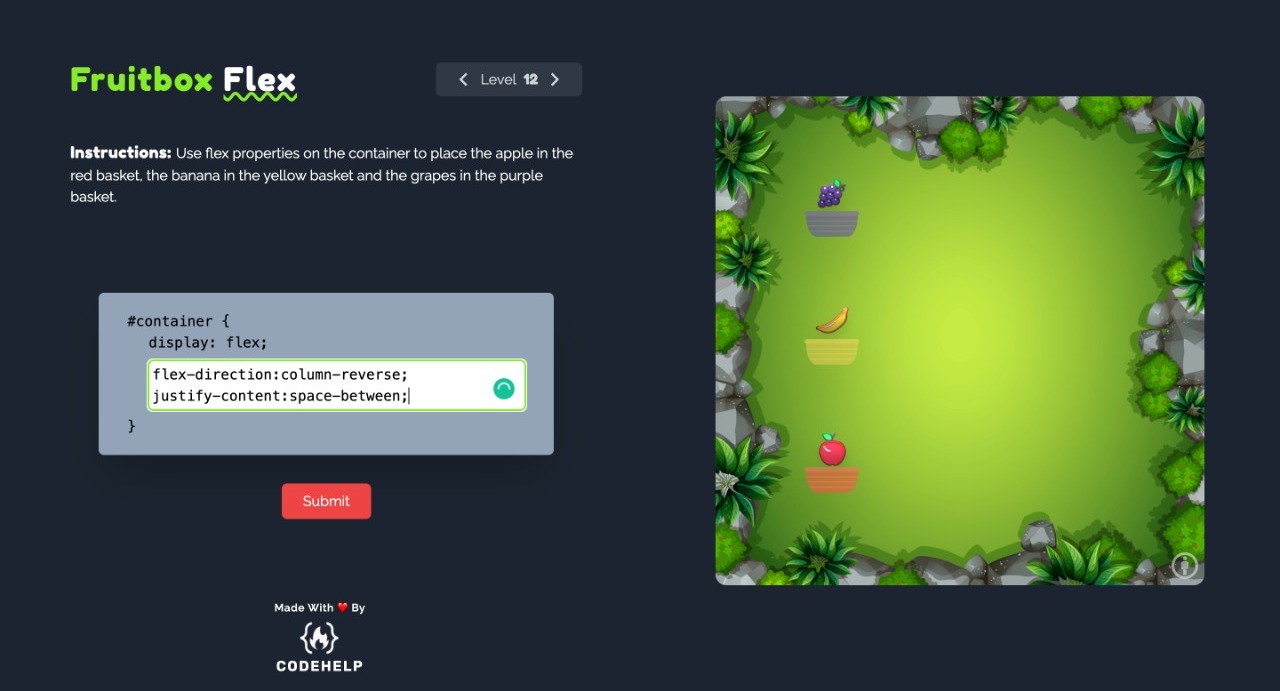 Fruitbox Flex
Level 12
Instructions: Use flex properties on the container to place the apple in the
red basket, the banana in the yellow basket and the grapes in the purple
basket.
#container {
display: flex;
flex-direction:column-reverse;
justify-content:space-between;
}
Submit
Made With ❤️ By
CODEHELP